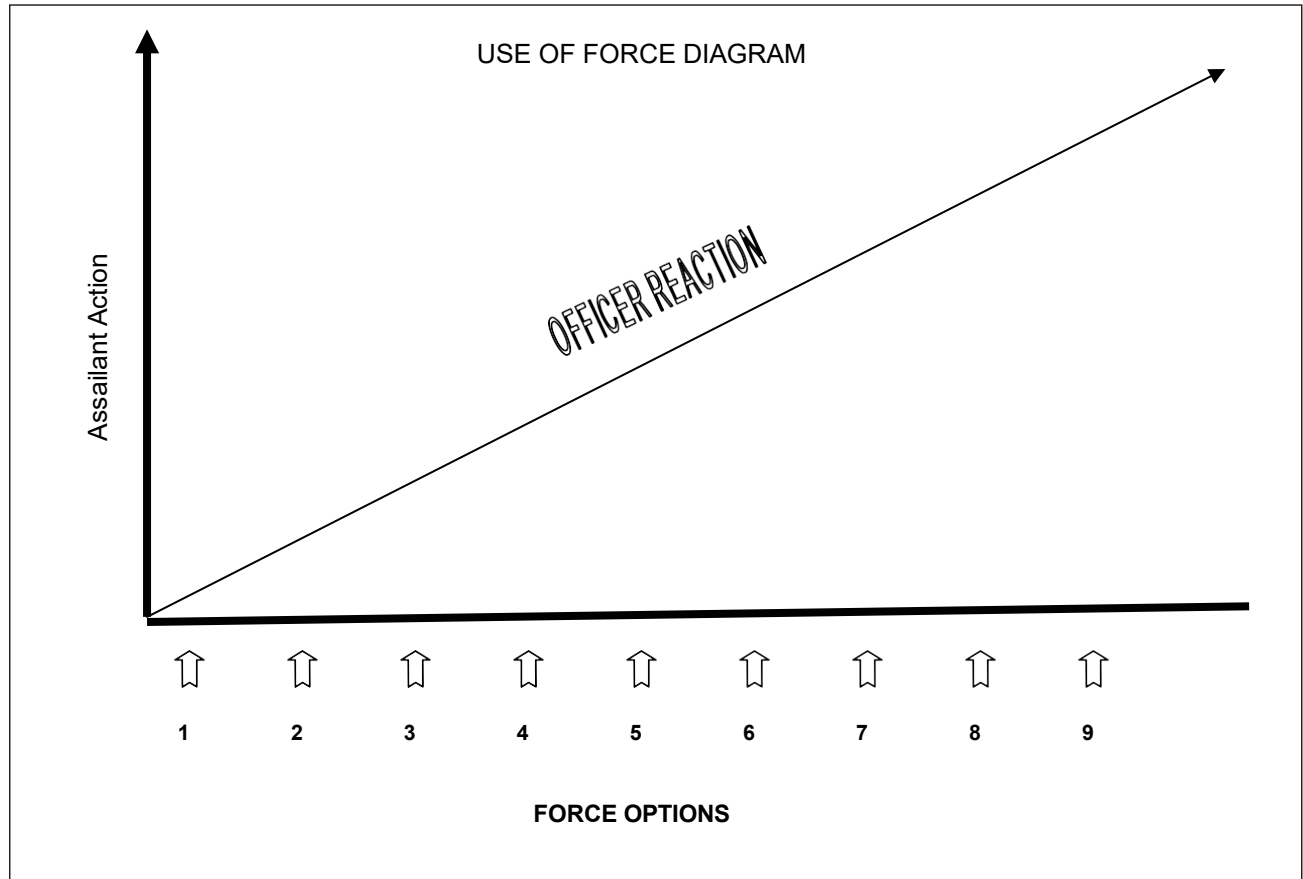 USE OF FORCE DIAGRAM
Assailant Action
OFFICER REACTION
1 2 3 4 5 6 7 8 9
FORCE OPTIONS